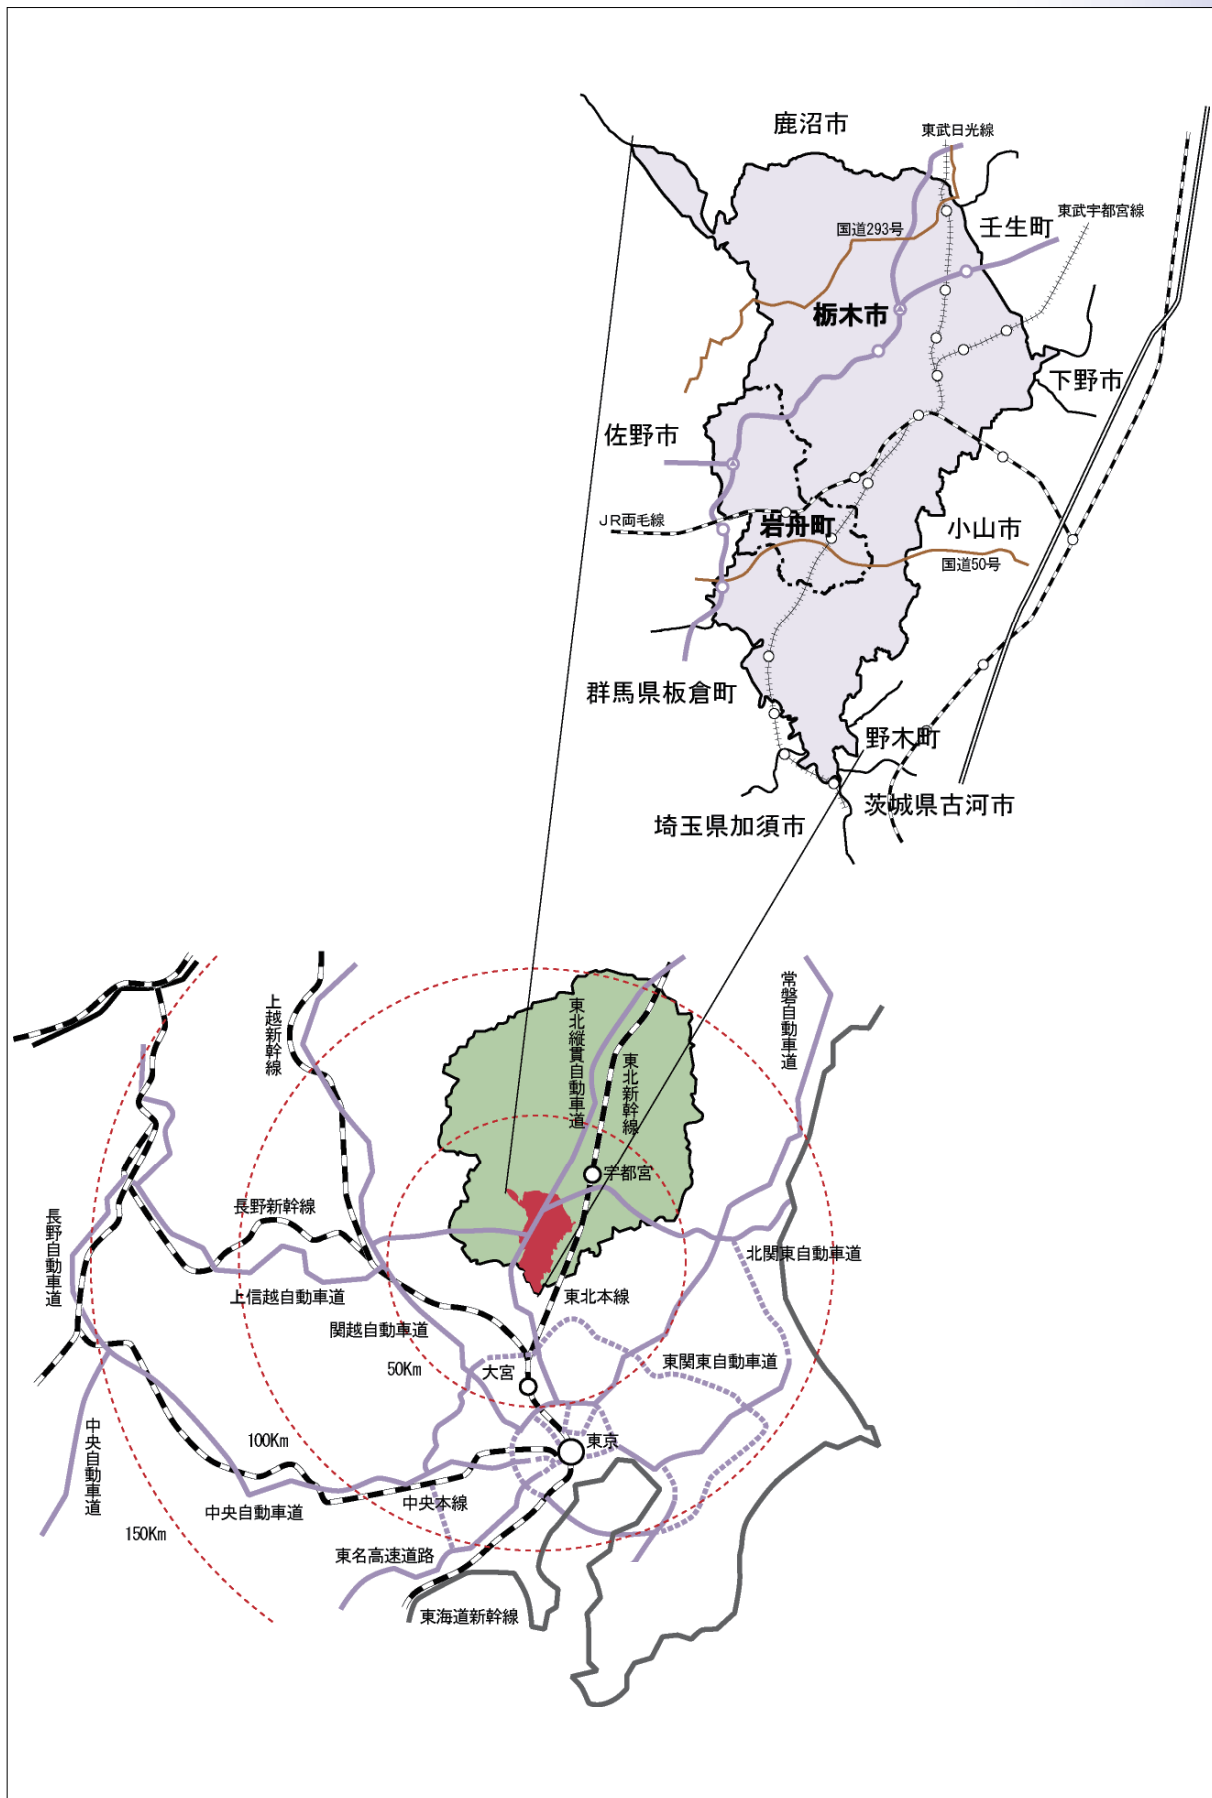 鹿沼市
東武日光線
東武宇都宮線
国道293号
壬生町
栃木市
下野市
佐野市
JR両毛線
岩舟町
小山市
国道50号
群馬県板倉町
野木町
茨城県古河市
埼玉県加須市
上越新幹線
東北縦貫自動車道
東北新幹線
常磐自動車道
宇都宮
長野新幹線
長野自動車道
北関東自動車道
上信越自動車道
東北本線
関越自動車道
東関東自動車道
50Km
大宮
中央自動車道
100Km
東京
中央自動車道
中央本線
150Km
東名高速道路
東海道新幹線